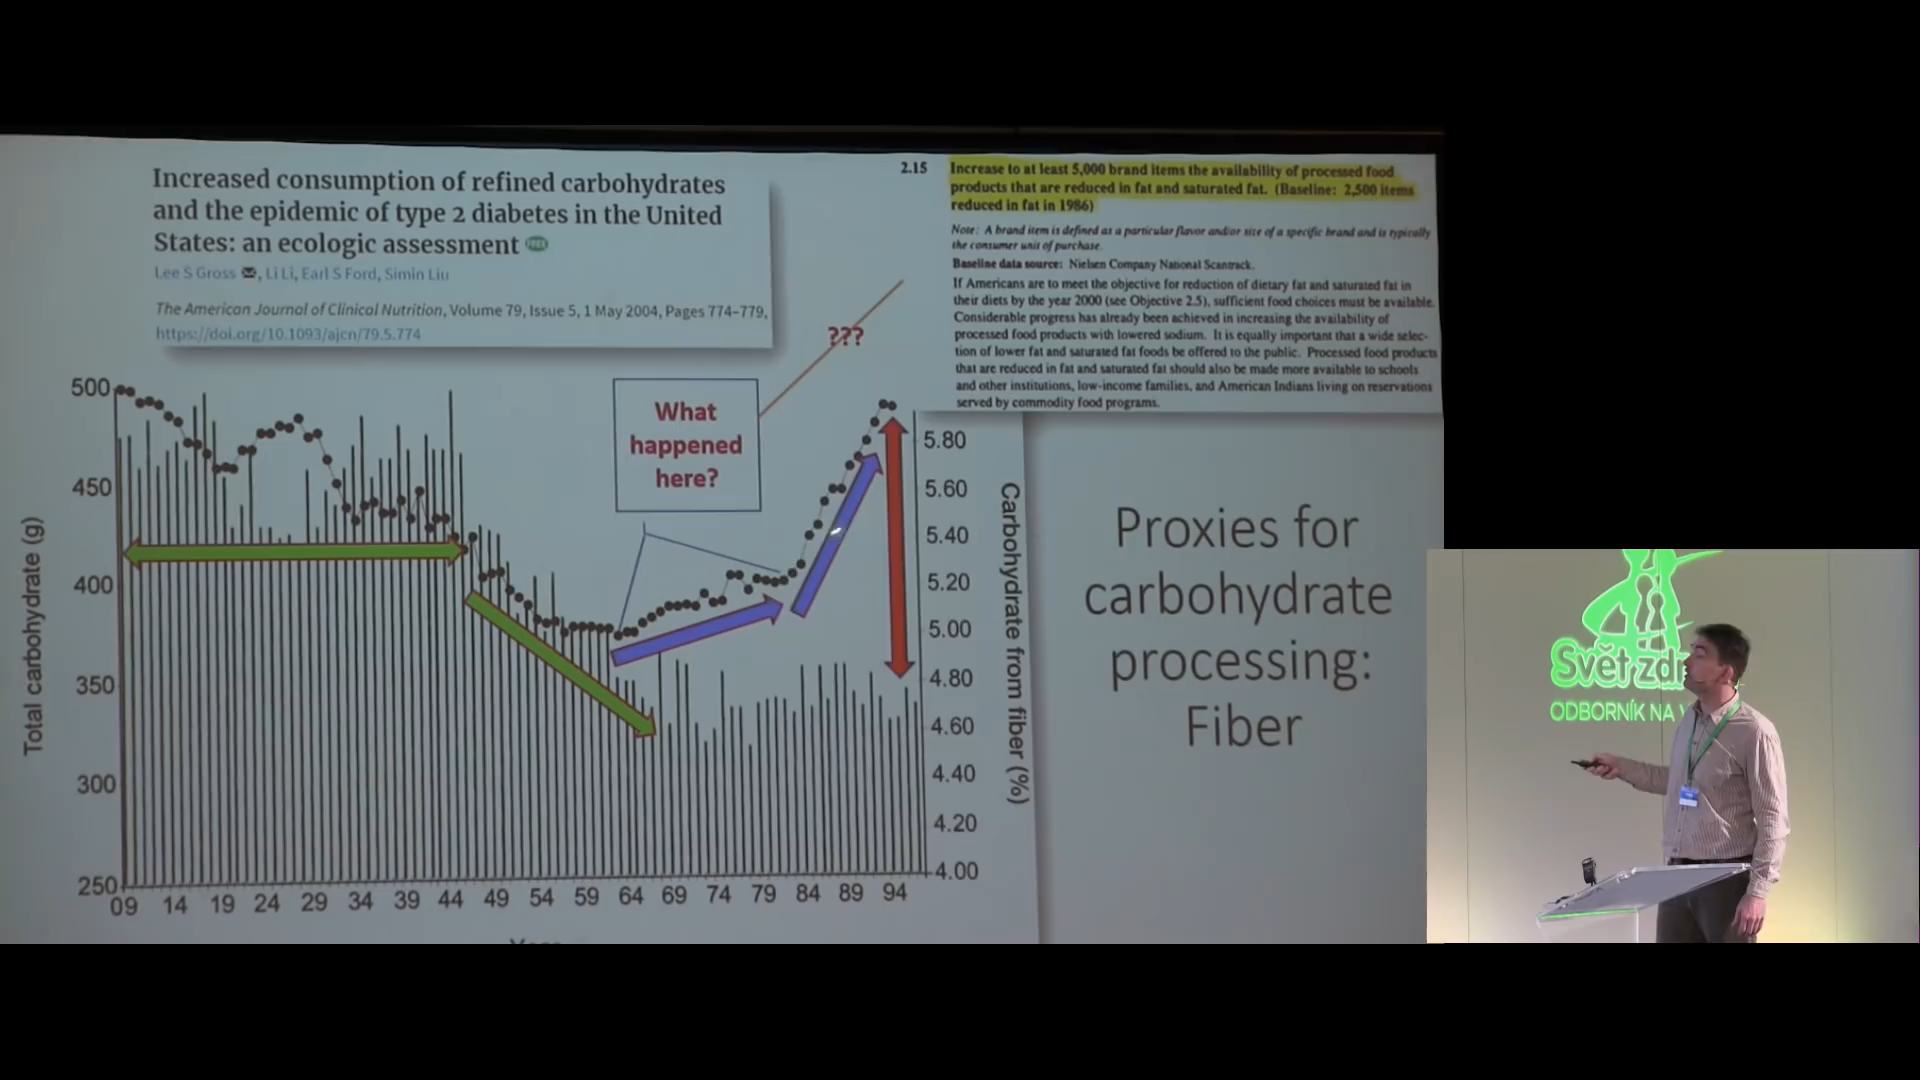 Increased consumption of refined carbohydrates
and the epidemic of type 2 diabetes in the United
States: an ecologic assessment FREE
Lee S Gross, Li Li, Earl S Ford, Simin Liu
The American Journal of Clinical Nutrition, Volume 79, Issue 5, 1 May 2004, Pages 774–779,
https://doi.org/10.1093/ajcn/79.5.774
2.15
Increase to at least 5,000 brand items the availability of processed food
products that are reduced in fat and saturated fat. (Baseline: 2,500 items
reduced in fat in 1986)
Note: A brand item is defined as a particular flavor and/or size of a specific brand and is typically
the consumer unit of purchase.
Baseline data source: Nielsen Company National Scantrack.
If Americans are to meet the objective for reduction of dietary fat and saturated fat in
their diets by the year 2000 (see Objective 2.5), sufficient food choices must be available.
Considerable progress has already been achieved in increasing the availability of
processed food products with lowered sodium. It is equally important that a wide selec-
tion of lower fat and saturated fat foods be offered to the public. Processed food products
that are reduced in fat and saturated fat should also be made more available to schools
and other institutions, low-income families, and American Indians living on reservations
served by commodity food programs.
???
What
happened
here?
Total carbohydrate (g)
500
450
400
350
300
250
09 14 19 24 29 34 39 44 49 54 59 64 69 74 79 84 89 94
5.80
5.60
5.40
5.20
5.00
4.80
4.60
4.40
4.20
4.00
Carbohydrate from fiber (%)
Proxies for
carbohydrate
processing:
Fiber
Svět zdr
ODBORNÍK NA V